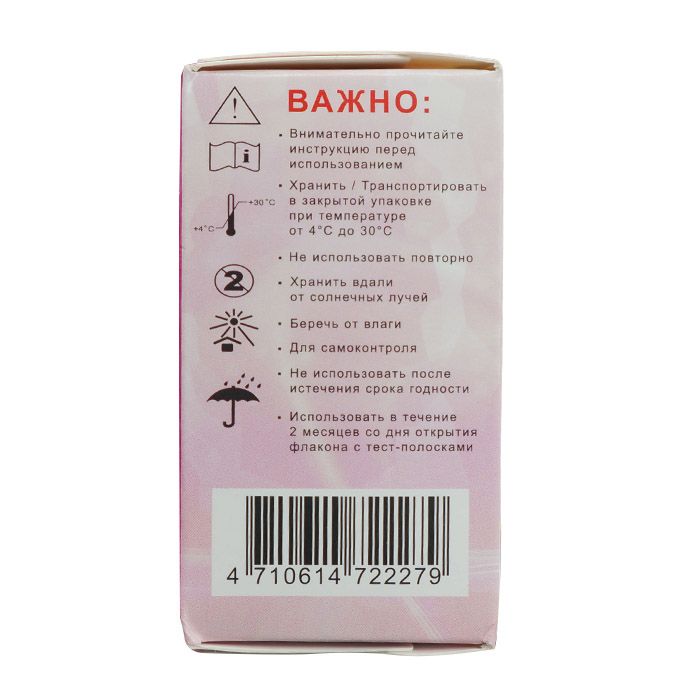 ВАЖНО:
• Внимательно прочитайте
инструкцию перед
использованием
• Хранить / Транспортировать
в закрытой упаковке
при температуре
от 4°C до 30°C
+30°C
+4°C
• Не использовать повторно
2
• Хранить вдали
от солнечных лучей
• Беречь от влаги
• Для самоконтроля
• Не использовать после
истечения срока годности
• Использовать в течение
2 месяцев со дня открытия
флакона с тест-полосками
4 710614 722279